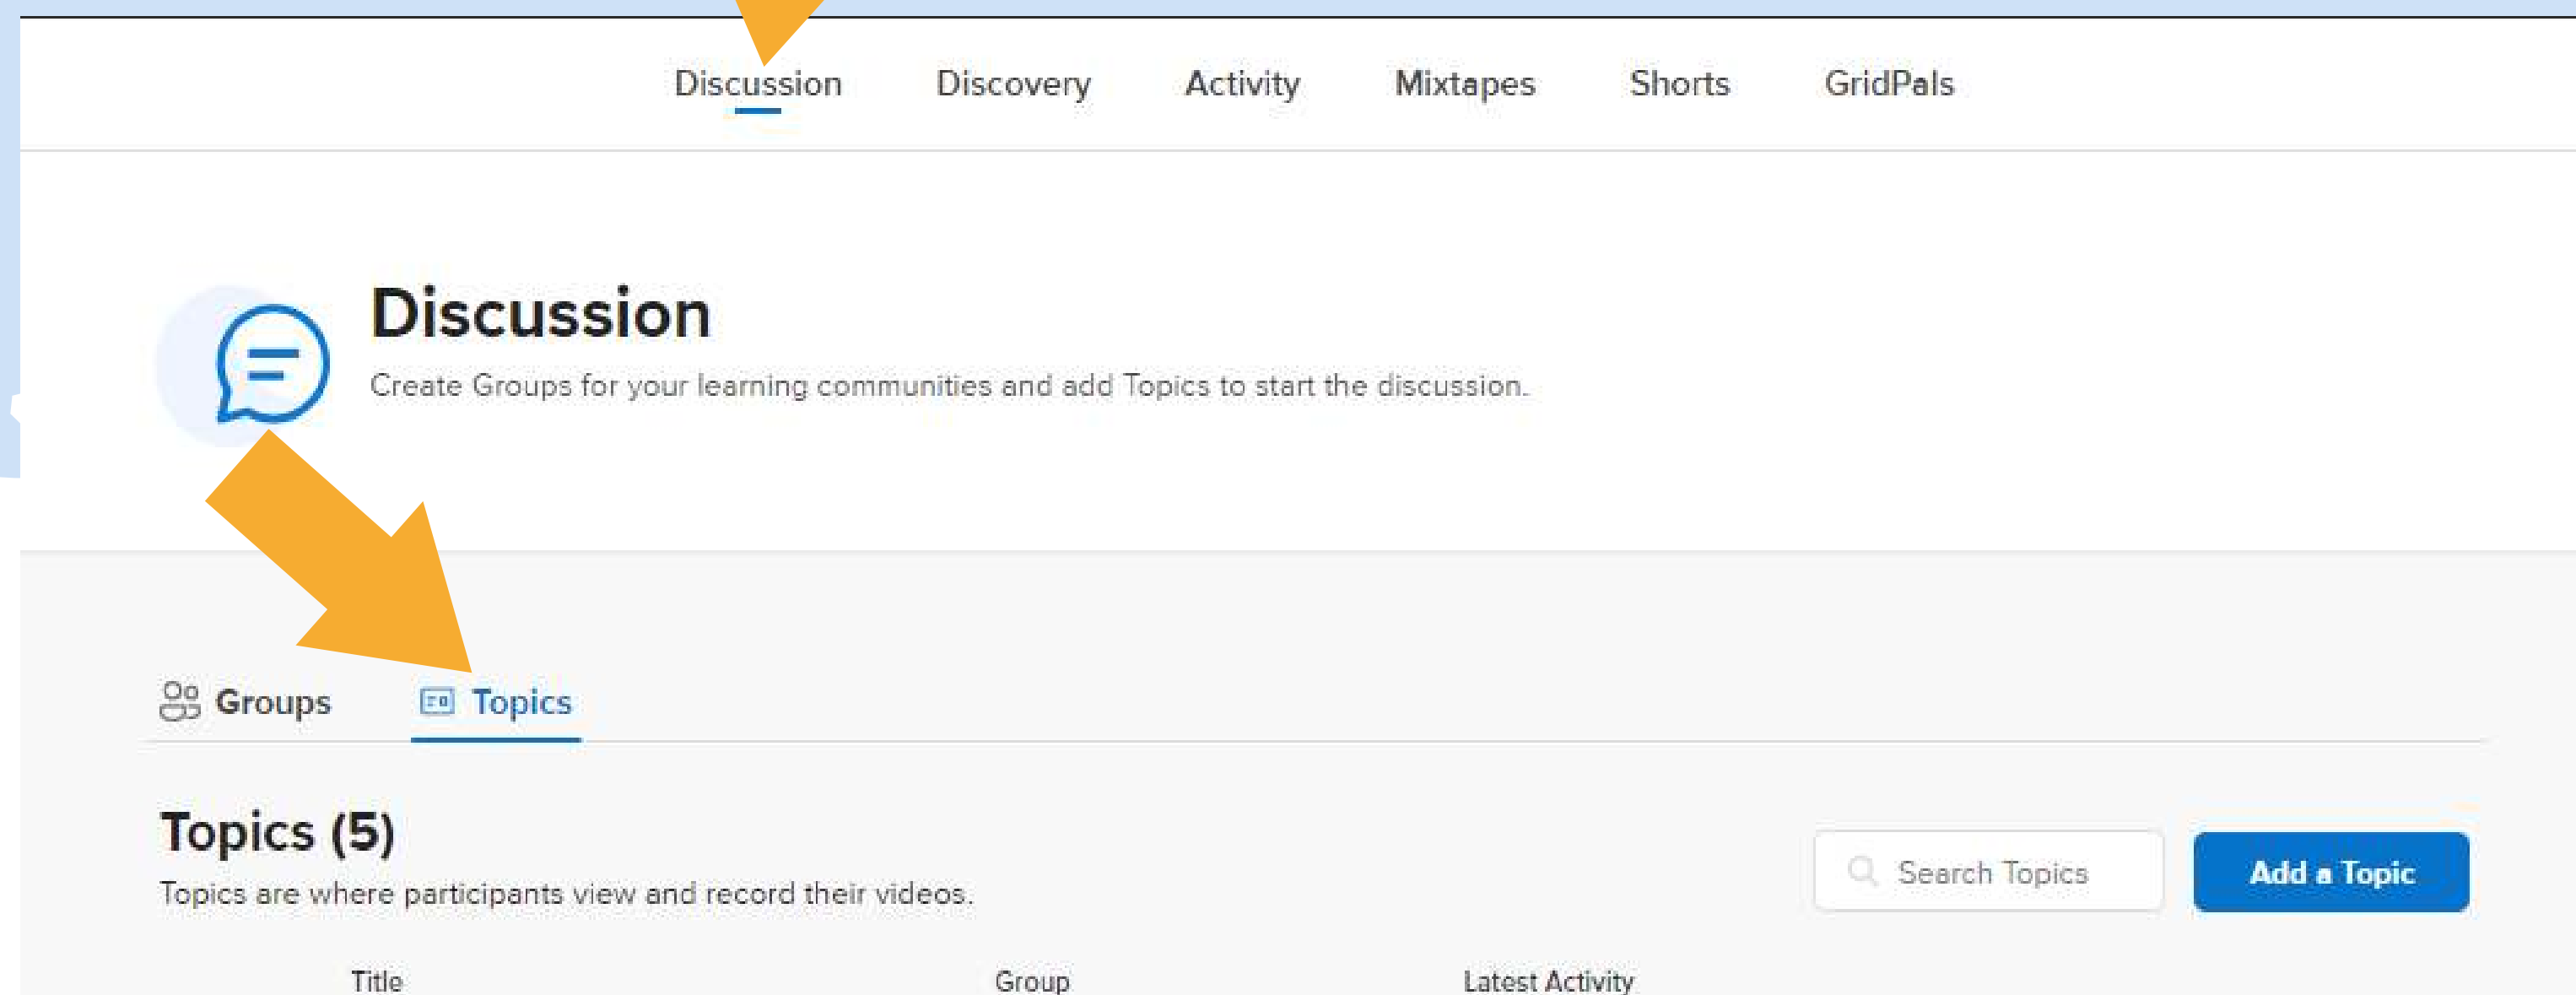 Discussion Discovery Activity Mixtapes Shorts GridPals
Discussion
Create Groups for your learning communities and add Topics to start the discussion.
Groups Topics
Topics (5)
Search Topics Add a Topic
Topics are where participants view and record their videos.
Title Group Latest Activity